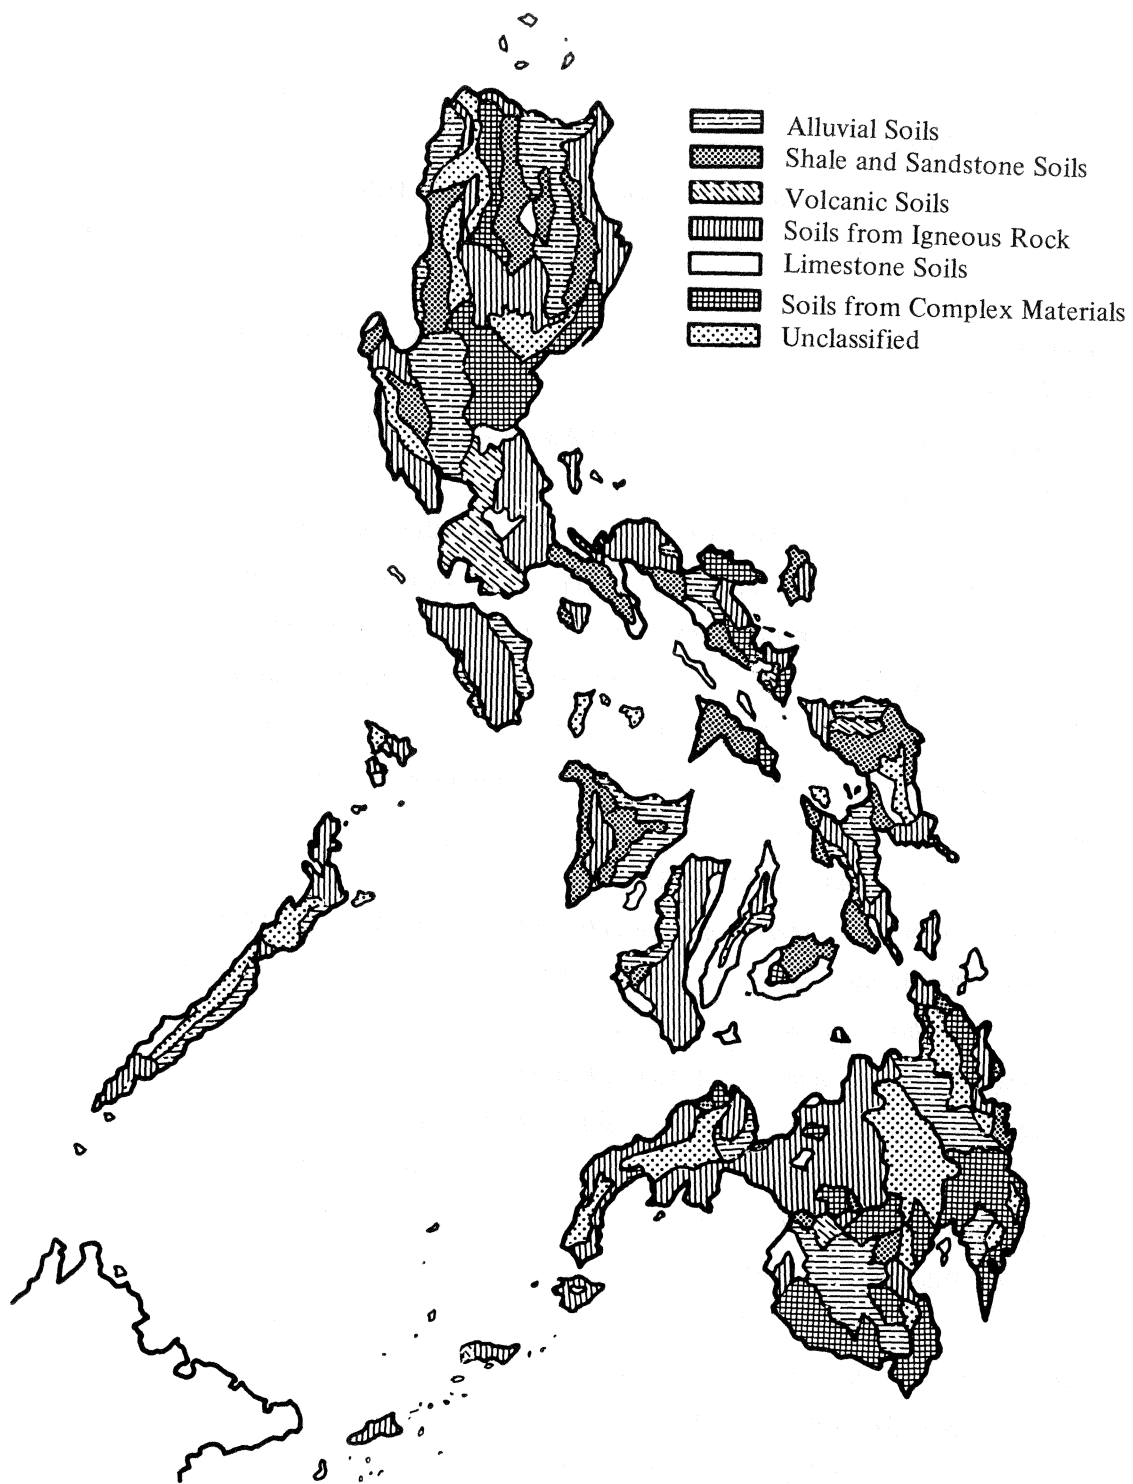 Alluvial Soils
Shale and Sandstone Soils
Volcanic Soils
Soils from Igneous Rock
Limestone Soils
Soils from Complex Materials
Unclassified